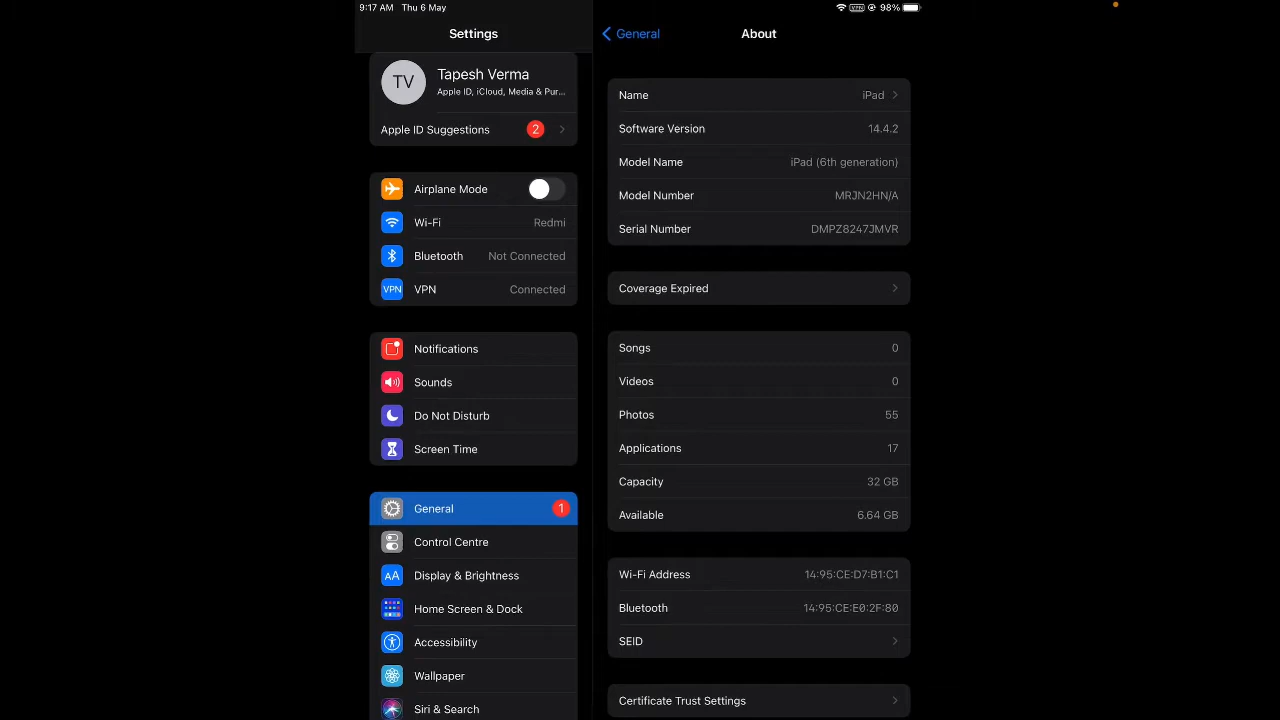 9:17 AM Thu 6 May
VPN 98%
Settings
TV
Tapesh Verma
Apple ID, iCloud, Media & Pur...
Apple ID Suggestions 2
Airplane Mode
Wi-Fi Redmi
Bluetooth Not Connected
VPN VPN Connected
Notifications
Sounds
Do Not Disturb
Screen Time
General 1
Control Centre
AA Display & Brightness
Home Screen & Dock
Accessibility
Wallpaper
Siri & Search
General About
Name iPad
Software Version 14.4.2
Model Name iPad (6th generation)
Model Number MRJN2HN/A
Serial Number DMPZ8247JMVR
Coverage Expired
Songs 0
Videos 0
Photos 55
Applications 17
Capacity 32 GB
Available 6.64 GB
Wi-Fi Address 14:95:CE:D7:B1:C1
Bluetooth 14:95:CE:E0:2F:80
SEID
Certificate Trust Settings